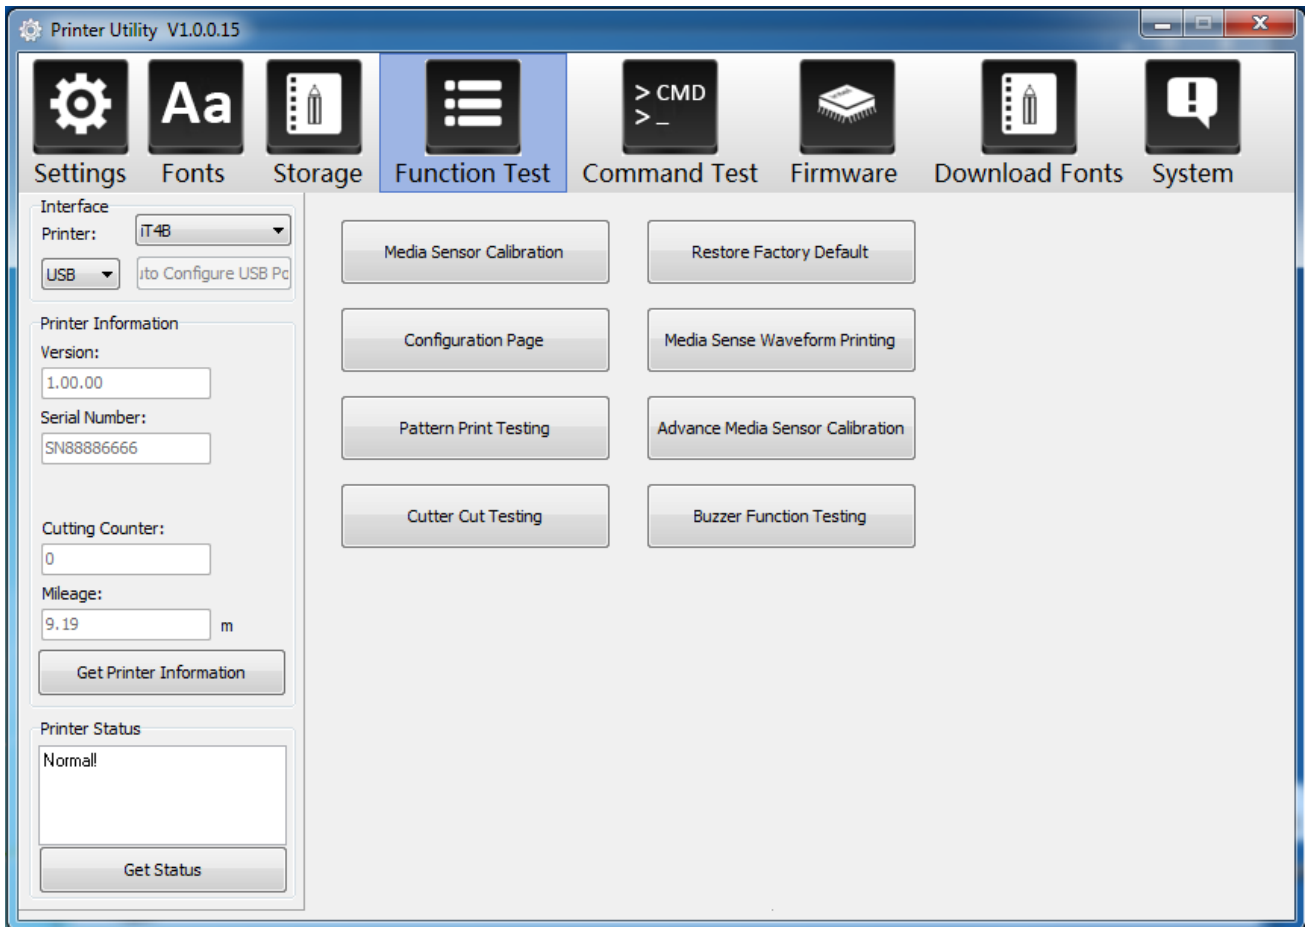 Printer Utility V1.0.0.15
Aa
> CMD
> _
Settings Fonts Storage Function Test Command Test Firmware Download Fonts System
Interface
Printer: iT4B
USB ito Configure USB Pc
Printer Information
Version:
1.00.00
Serial Number:
SN88886666
Cutting Counter:
0
Mileage:
9.19 m
Get Printer Information
Printer Status
Normal!
Get Status
Media Sensor Calibration Restore Factory Default
Configuration Page Media Sense Waveform Printing
Pattern Print Testing Advance Media Sensor Calibration
Cutter Cut Testing Buzzer Function Testing